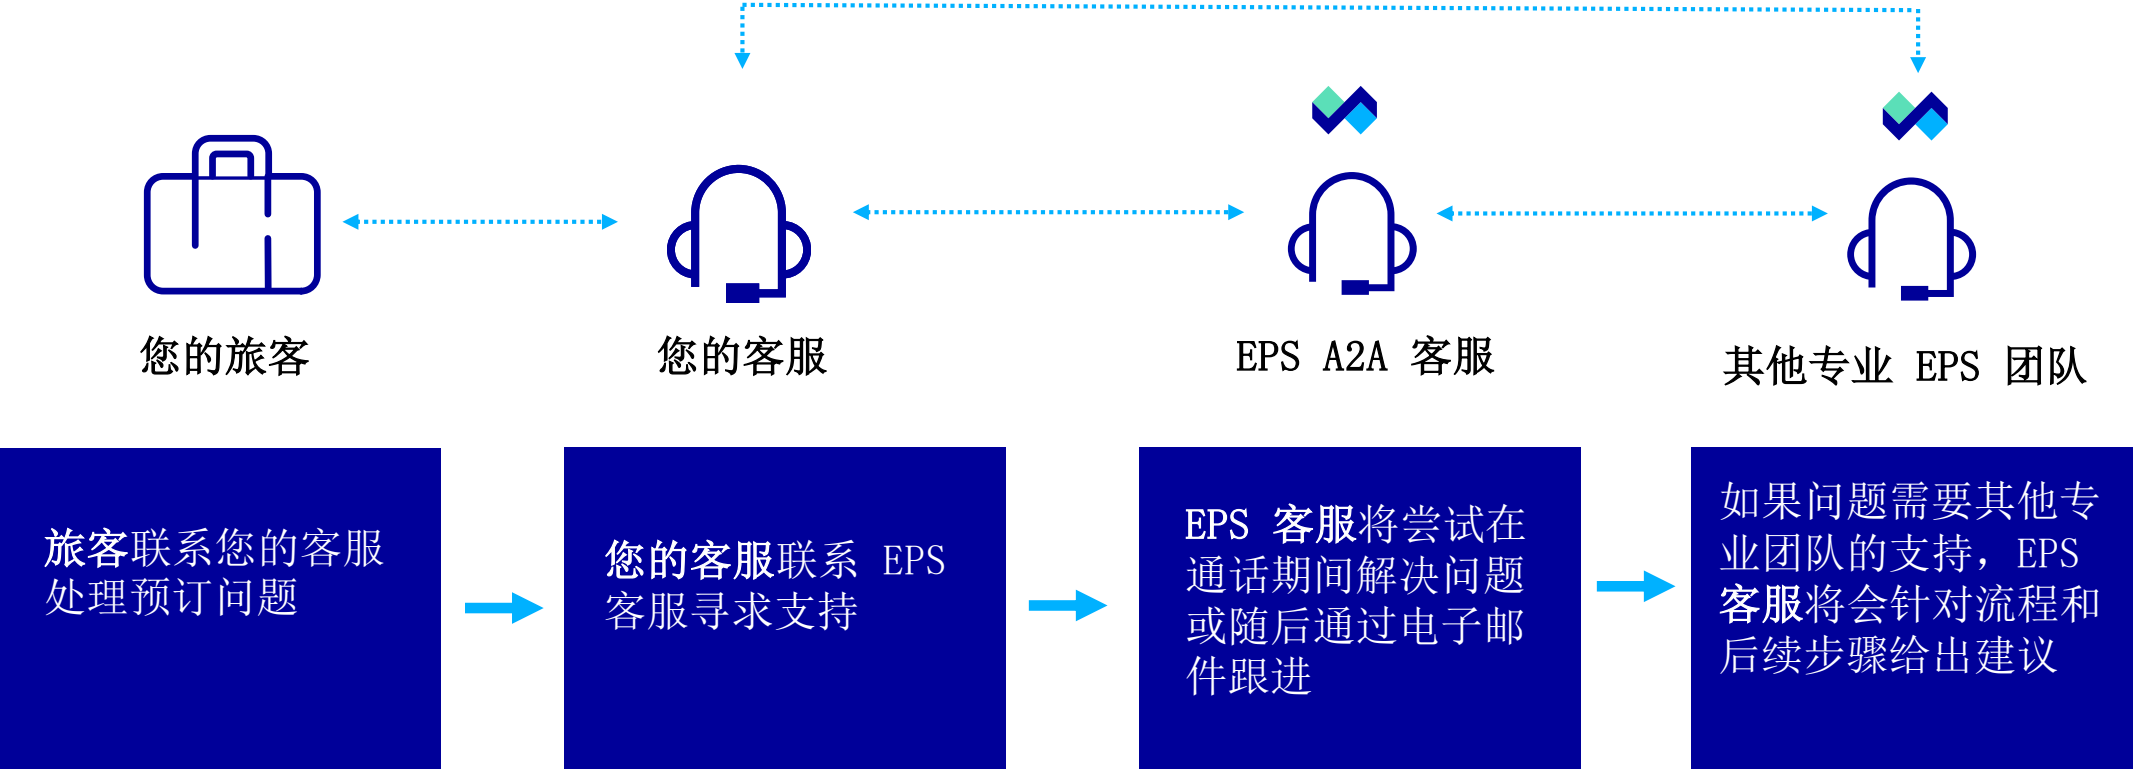 您的旅客
您的客服
EPS A2A 客服
其他专业 EPS 团队
旅客联系您的客服
处理预订问题
您的客服联系 EPS
客服寻求支持
EPS 客服将尝试在
通话期间解决问题
或随后通过电子邮
件跟进
如果问题需要其他专
业团队的支持，EPS
客服将会针对流程和
后续步骤给出建议